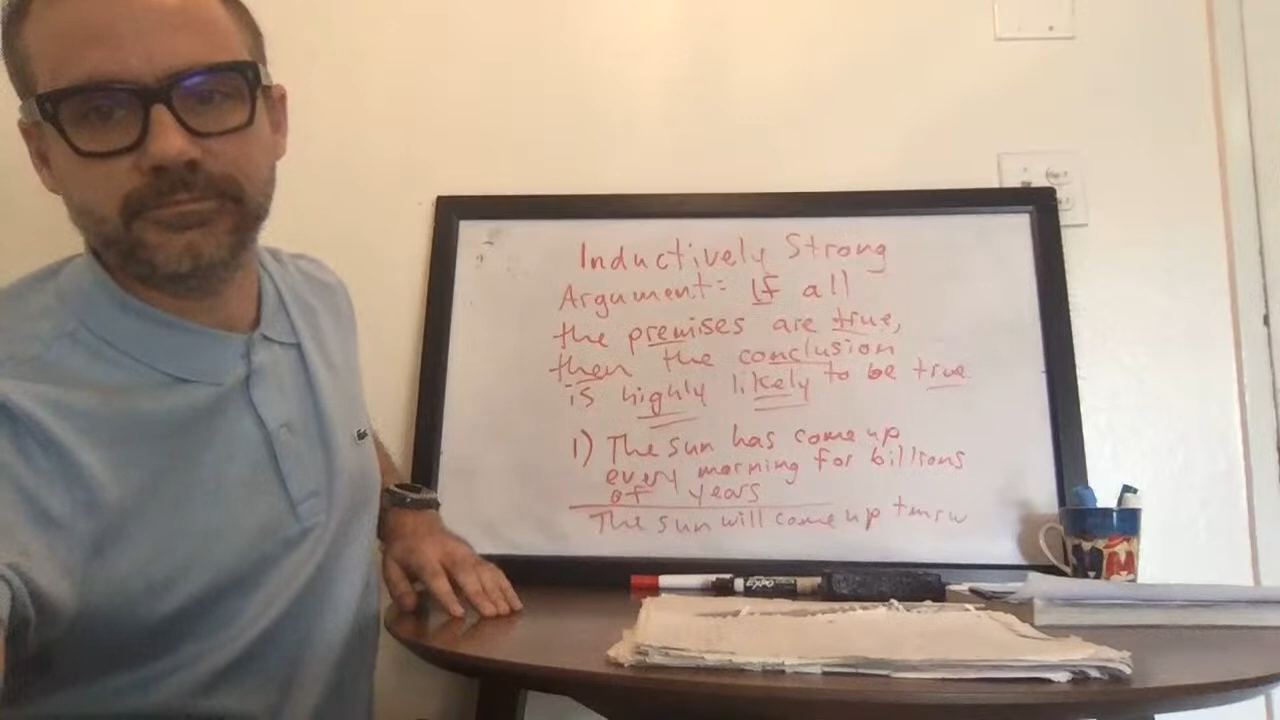 Inductively Strong
Argument: If all
the premises are true,
then the conclusion
is highly likely to be true
1) The sun has come up
every morning for billions
of years
The sun will come up tmrw
EXPO